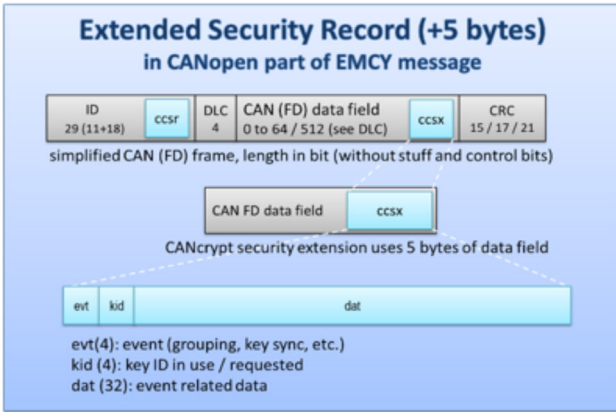 Extended Security Record (+5 bytes)
in CANopen part of EMCY message
ID
29 (11+18)
ccsr
DLC
4
CAN (FD) data field
0 to 64 / 512 (see DLC)
ccsx
CRC
15 / 17 / 21
simplified CAN (FD) frame, length in bit (without stuff and control bits)
CAN FD data field
ccsx
CANcrypt security extension uses 5 bytes of data field
evt
kid
dat
evt(4): event (grouping, key sync, etc.)
kid (4): key ID in use / requested
dat (32): event related data